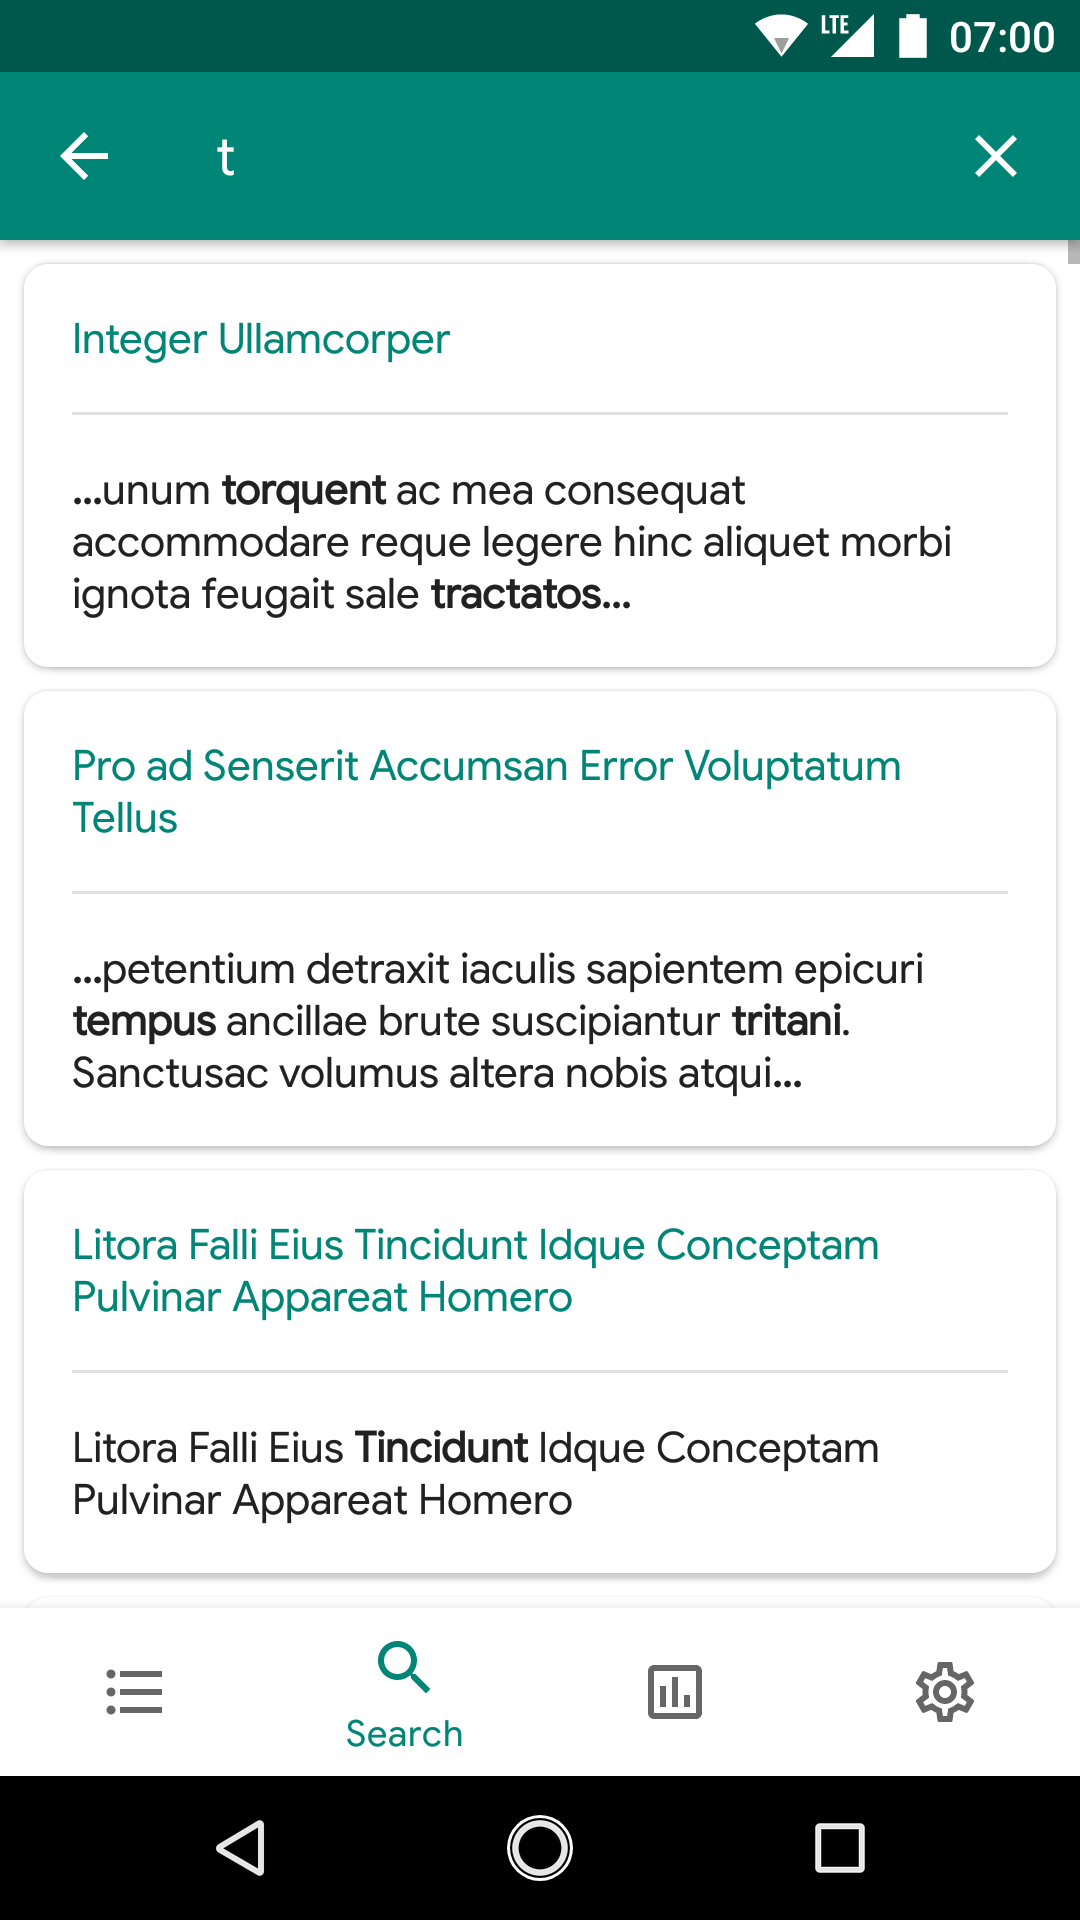 LTE 07:00
t
Integer Ullamcorper
...unum torquent ac mea consequat
accommodare reque legere hinc aliquet morbi
ignota feugait sale tractatos...
Pro ad Senserit Accumsan Error Voluptatum
Tellus
...petentium detraxit iaculis sapientem epicuri
tempus ancillae brute suscipiantur tritani.
Sanctusac volumus altera nobis atqui...
Litora Falli Eius Tincidunt Idque Conceptam
Pulvinar Appareat Homero
Litora Falli Eius Tincidunt Idque Conceptam
Pulvinar Appareat Homero
Search